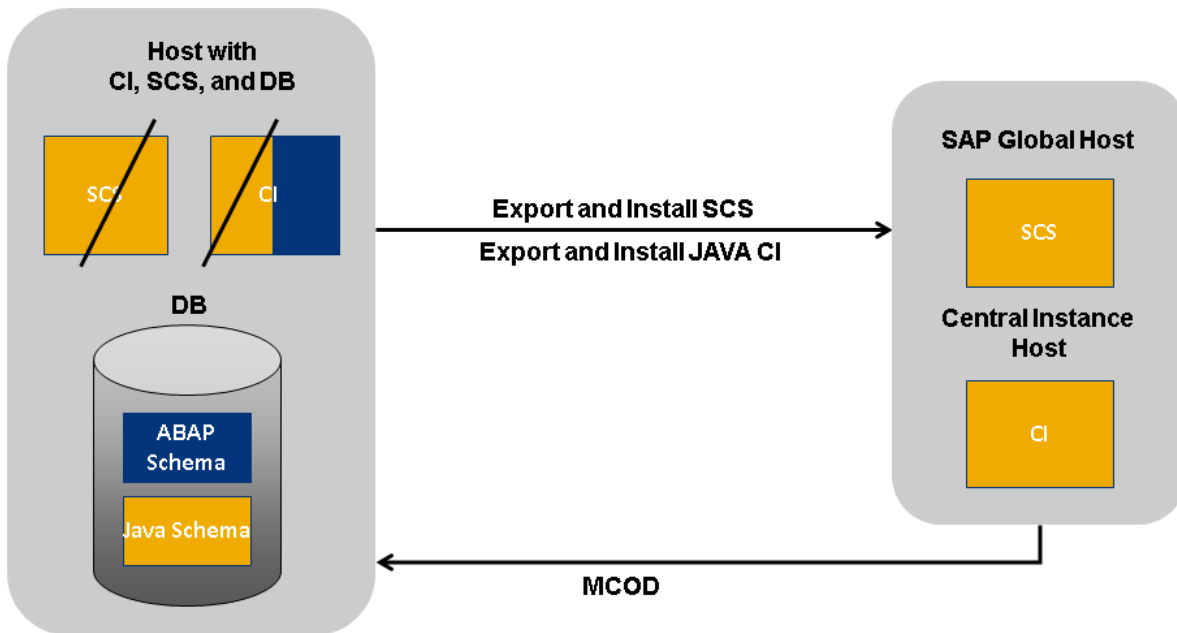 Host with
CI, SCS, and DB
SCS
CI
DB
ABAP
Schema
Java Schema
Export and Install SCS
Export and Install JAVA CI
SAP Global Host
SCS
Central Instance
Host
CI
MCOD